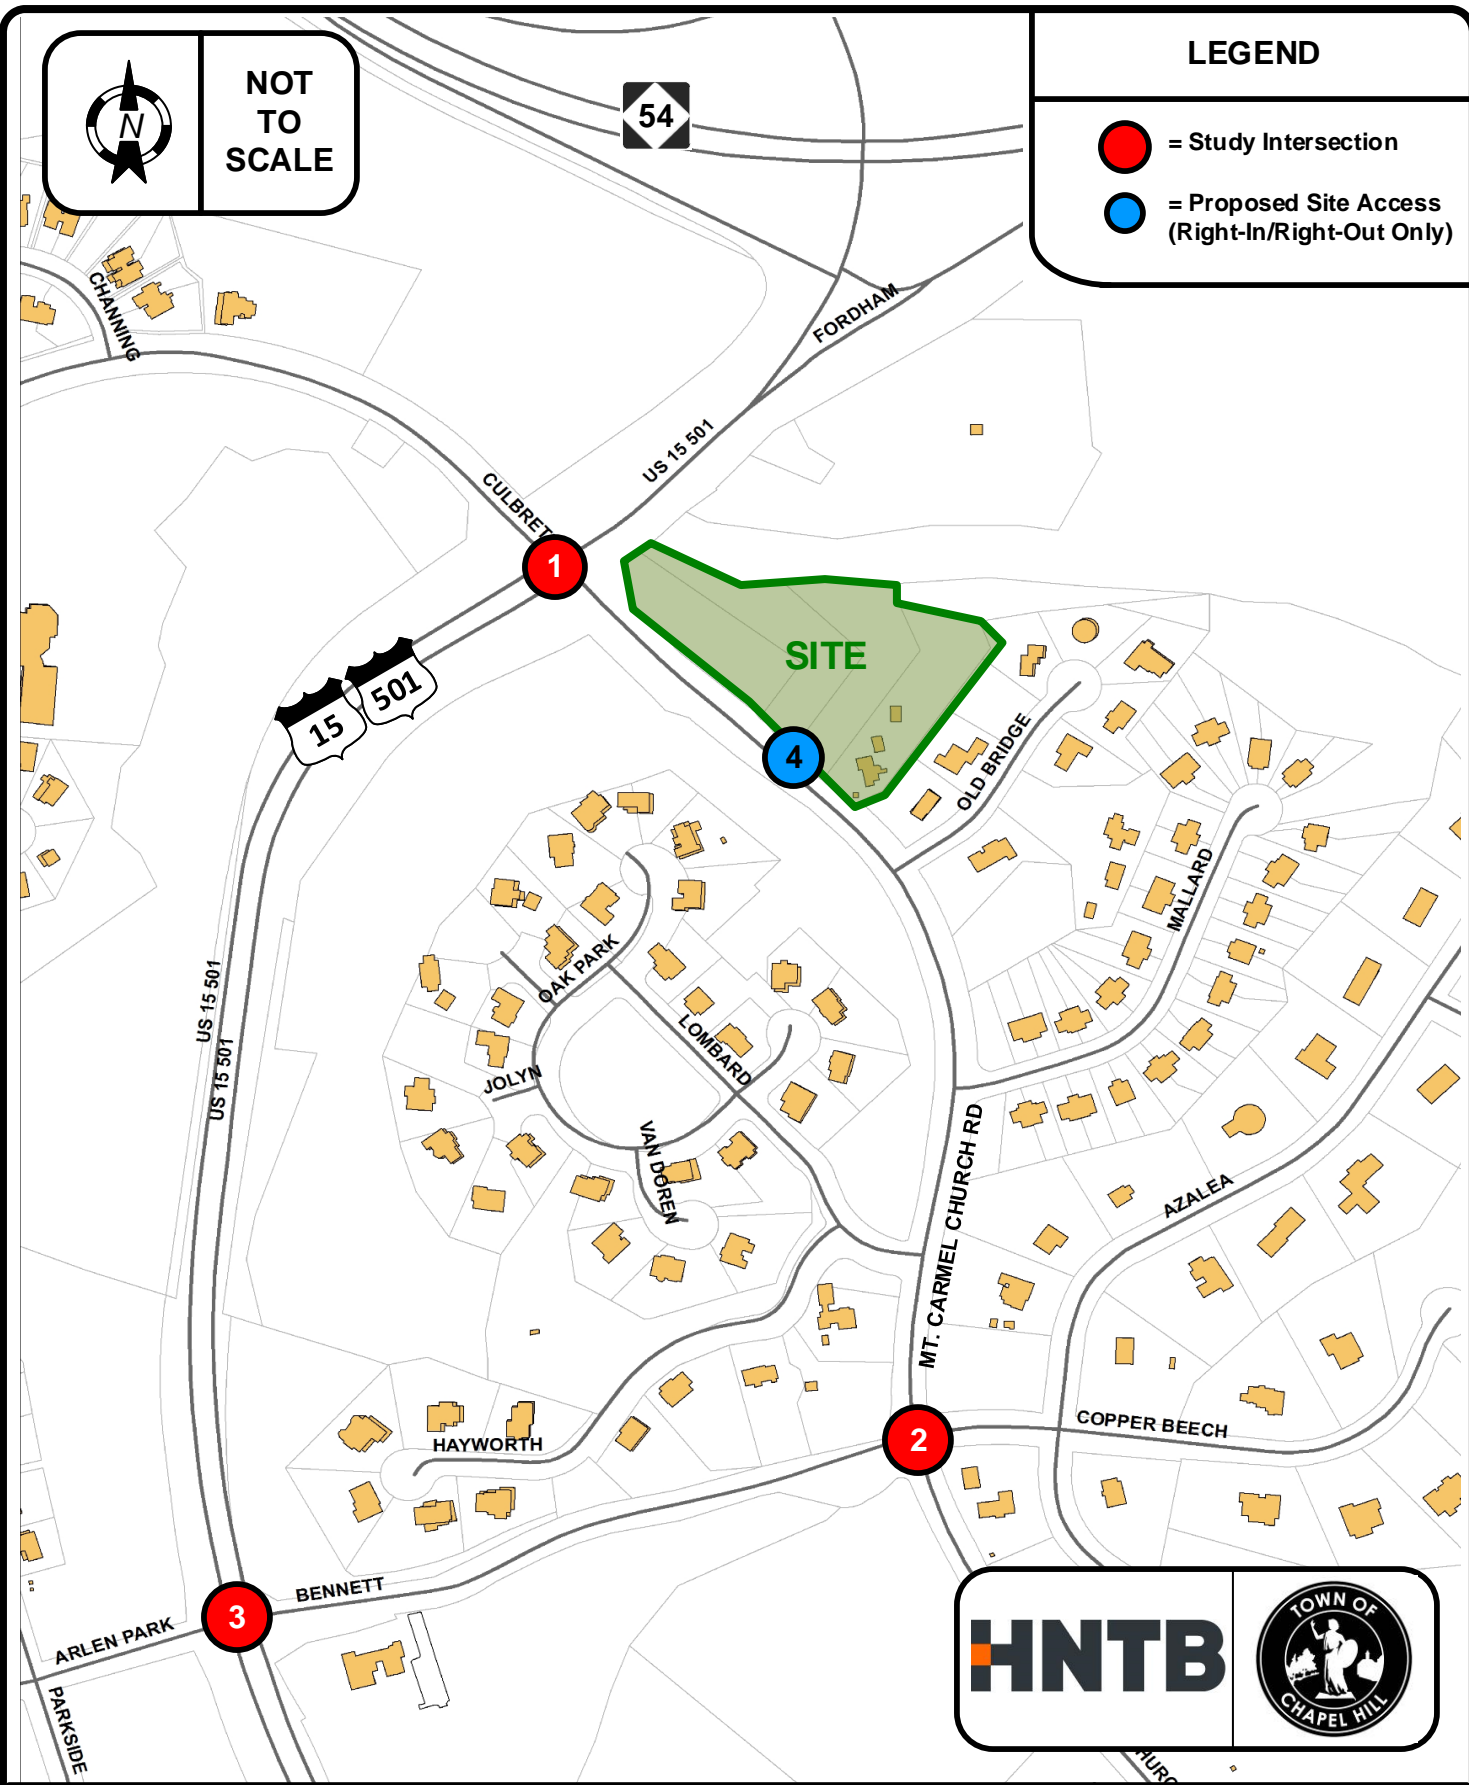 NOT
TO
SCALE
N
LEGEND
= Study Intersection
= Proposed Site Access
(Right-In/Right-Out Only)
54
CHANNING
FORDHAM
US 15 501
CULBRET
1
SITE
15
501
4
OLD BRIDGE
MALLARD
US 15 501
US 15 501
OAK PARK
LOMBARD
JOLYN
VAN DOREN
MT. CARMEL CHURCH RD
AZALEA
COPPER BEECH
2
HAYWORTH
BENNETT
3
ARLEN PARK
PARKSIDE
HNTB
TOWN OF
CHAPEL HILL
HURC